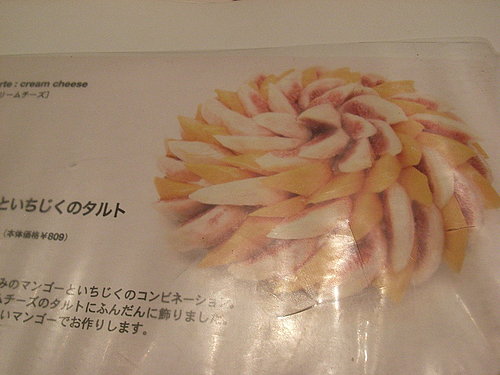 rte : cream cheese
リームチーズ]
といちじくのタルト
(本体価格¥809)
みのマンゴーといちじくのコンビネーション。
ムチーズのタルトにふんだんに飾りました。
いマンゴーでお作りします。